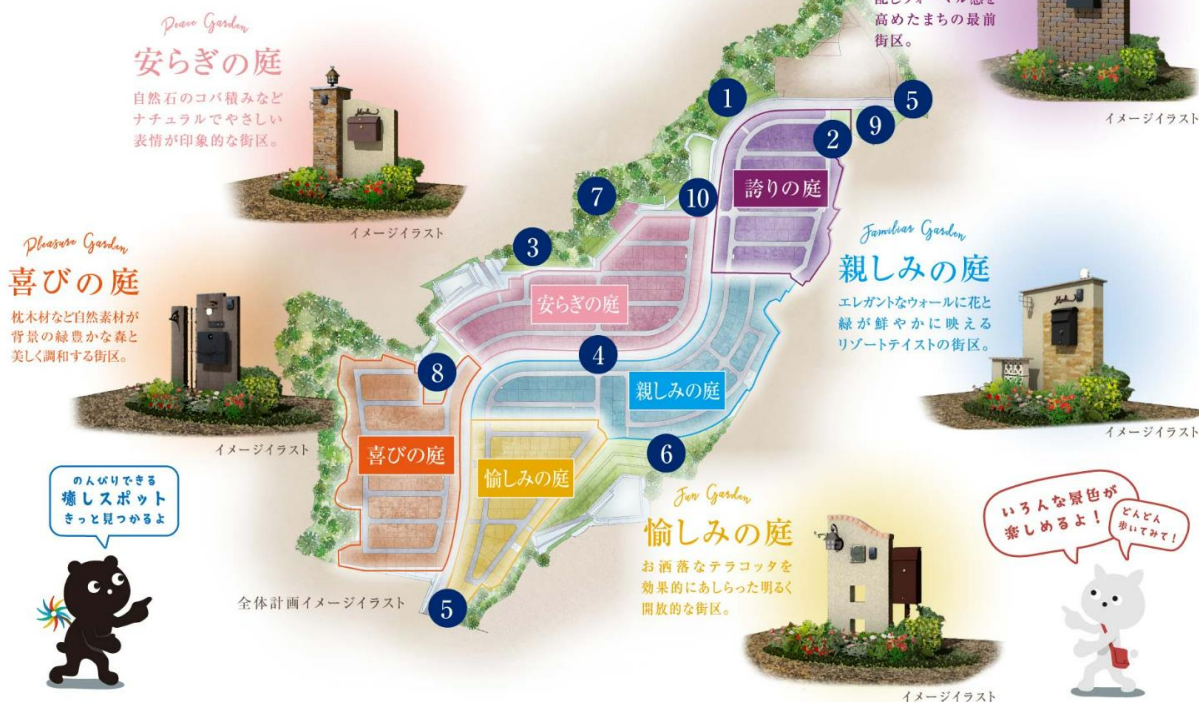 高めたまちの最前
街区。
イメージイラスト
Peace Garden
安らぎの庭
自然石のコバ積みなど
ナチュラルでやさしい
表情が印象的な街区。
イメージイラスト
Pleasure Garden
喜びの庭
枕木材など自然素材が
背景の緑豊かな森と
美しく調和する街区。
イメージイラスト
Familiar Garden
親しみの庭
エレガントなウォールに花と
緑が鮮やかに映える
リゾートテイストの街区。
イメージイラスト
1
5
9
2
誇りの庭
10
7
3
安らぎの庭
4
親しみの庭
8
喜びの庭
愉しみの庭
6
5
全体計画イメージイラスト
Fun Garden
愉しみの庭
お洒落なテラコッタを
効果的にあしらった明るく
開放的な街区。
イメージイラスト
のんびりできる
癒しスポット
きっと見つかるよ
いろんな景色が
楽しめるよ!
どんどん
歩いてみて!